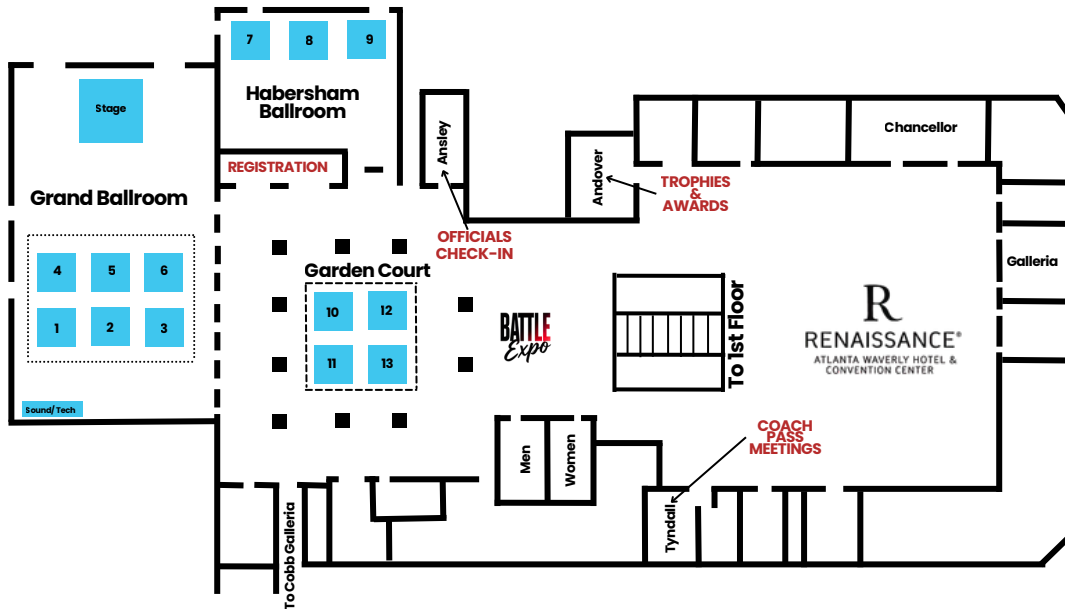 7
8
9
Stage
Habersham
Ballroom
Chancellor
Ansley
REGISTRATION
Andover
TROPHIES
&
AWARDS
Grand Ballroom
OFFICIALS
CHECK-IN
Garden Court
4
5
6
Galleria
10
12
1
2
3
BATTLE
Expo
To 1st Floor
R
RENAISSANCE®
ATLANTA WAVERLY HOTEL &
CONVENTION CENTER
11
13
Sound/Tech
Men
Women
COACH
PASS
MEETINGS
Tyndall
To Cobb Galleria